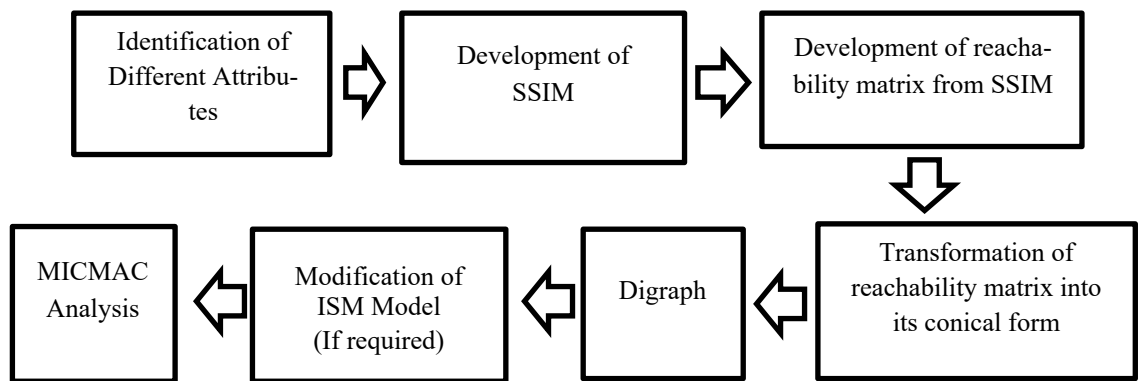 Identification of
Different Attribu-
tes
Development of
SSIM
Development of reacha-
bility matrix from SSIM
Transformation of
reachability matrix into
its conical form
Digraph
Modification of
ISM Model
(If required)
MICMAC
Analysis